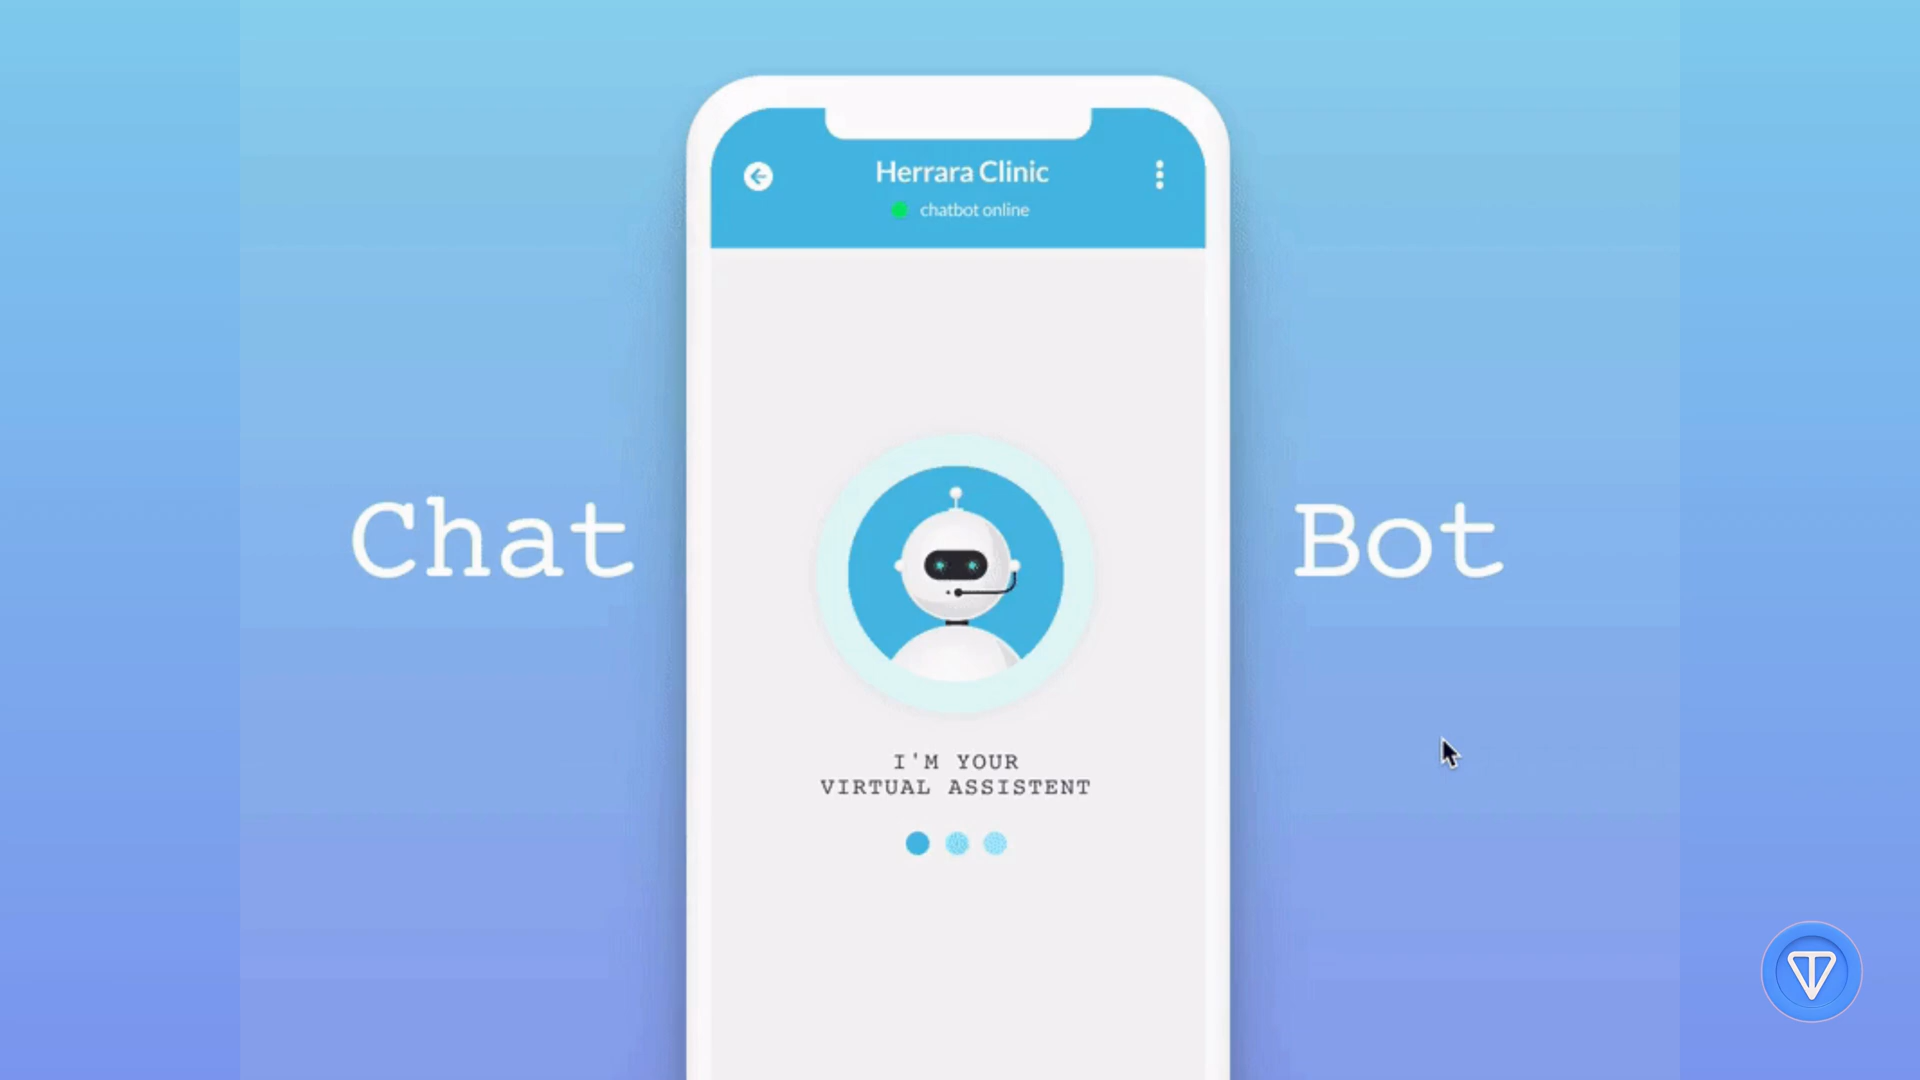 Herrara Clinic
chatbot online
Chat Bot
I'M YOUR
VIRTUAL ASSISTENT